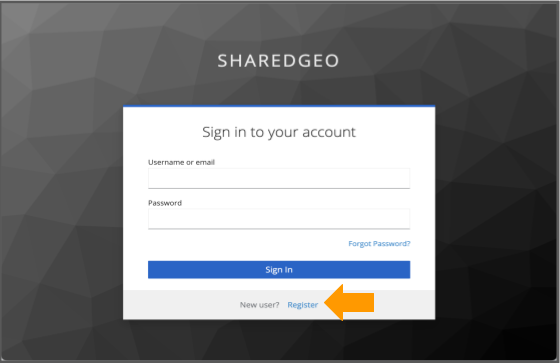 SHAREDGEO
Sign in to your account
Username or email
Password
Forgot Password?
Sign In
New user? Register